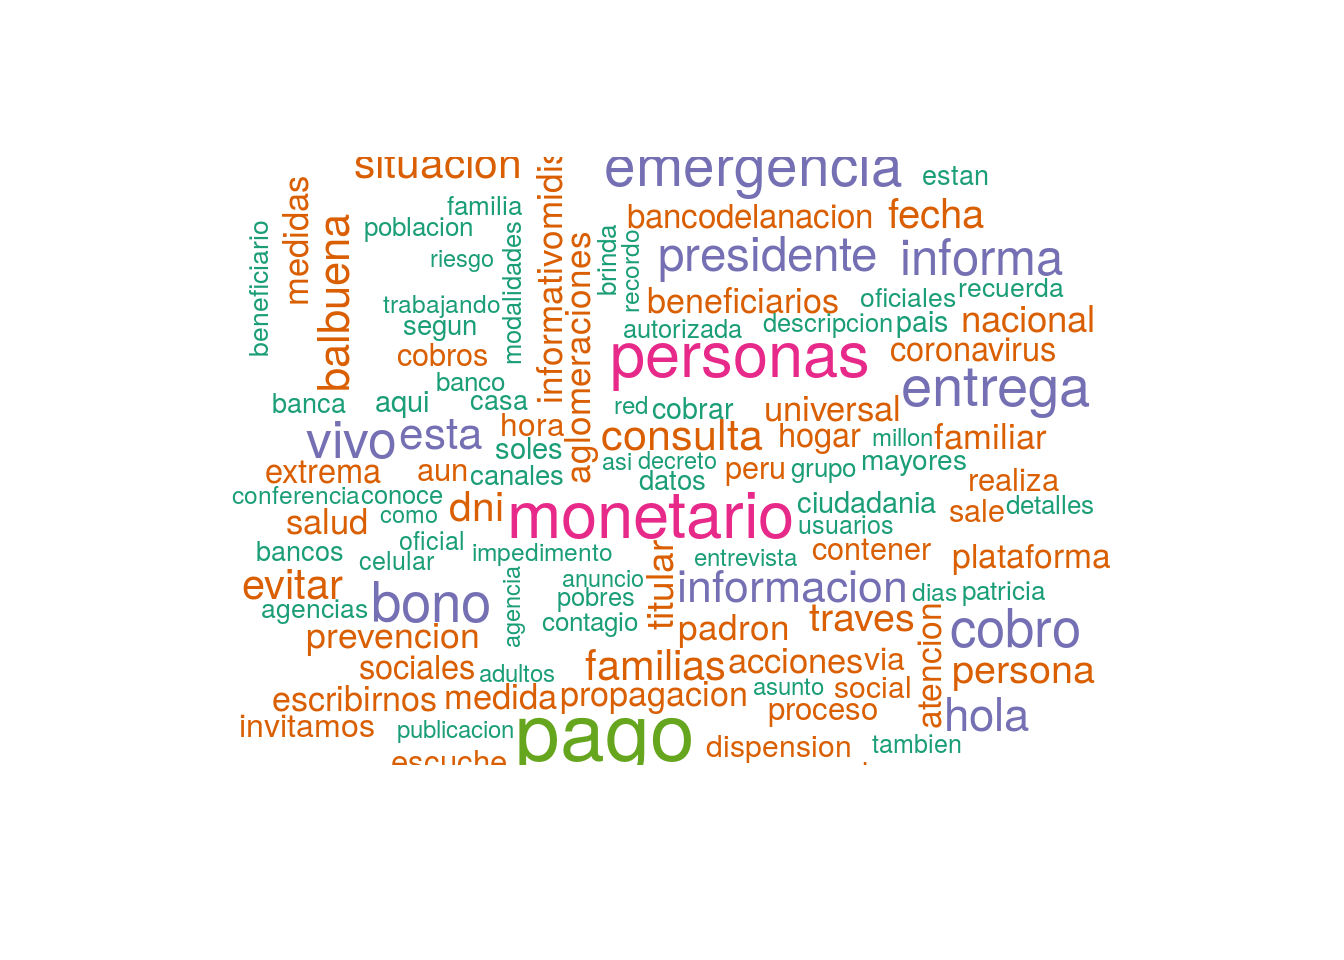 situacion
emergencia
estan
informativomidis
medidas
familia
bancodelanacion
fecha
beneficiario
balbuena
poblacion
modalidades
brinda
recordo
presidente
informa
riesgo
aglomeraciones
trabajando
beneficiarios
oficiales
recuerda
segun
autorizada
descripcion
pais
nacional
cobros
personas
coronavirus
banco
entrega
banca
aqui
casa
red
cobrar
universal
vivo
esta
hora
consulta
hogar
millon
familiar
soles
extrema
aun
canales
asi
decreto
peru
grupo
mayores
datos
realiza
conferencia
conoce
dni
monetario
ciudadania
sale
detalles
salud
como
usuarios
oficial
bancos
celular
impedimento
titular
entrevista
contener
plataforma
evitar
bono
agencia
anuncio
pobres
informacion
dias
patricia
agencias
contagio
padron
traves
atencion
cobro
prevencion
sociales
adultos
familias
acciones
via
persona
escribirnos
medida
propagacion
asunto
social
proceso
hola
invitamos
publicacion
pago
dispension
tambien
escuche